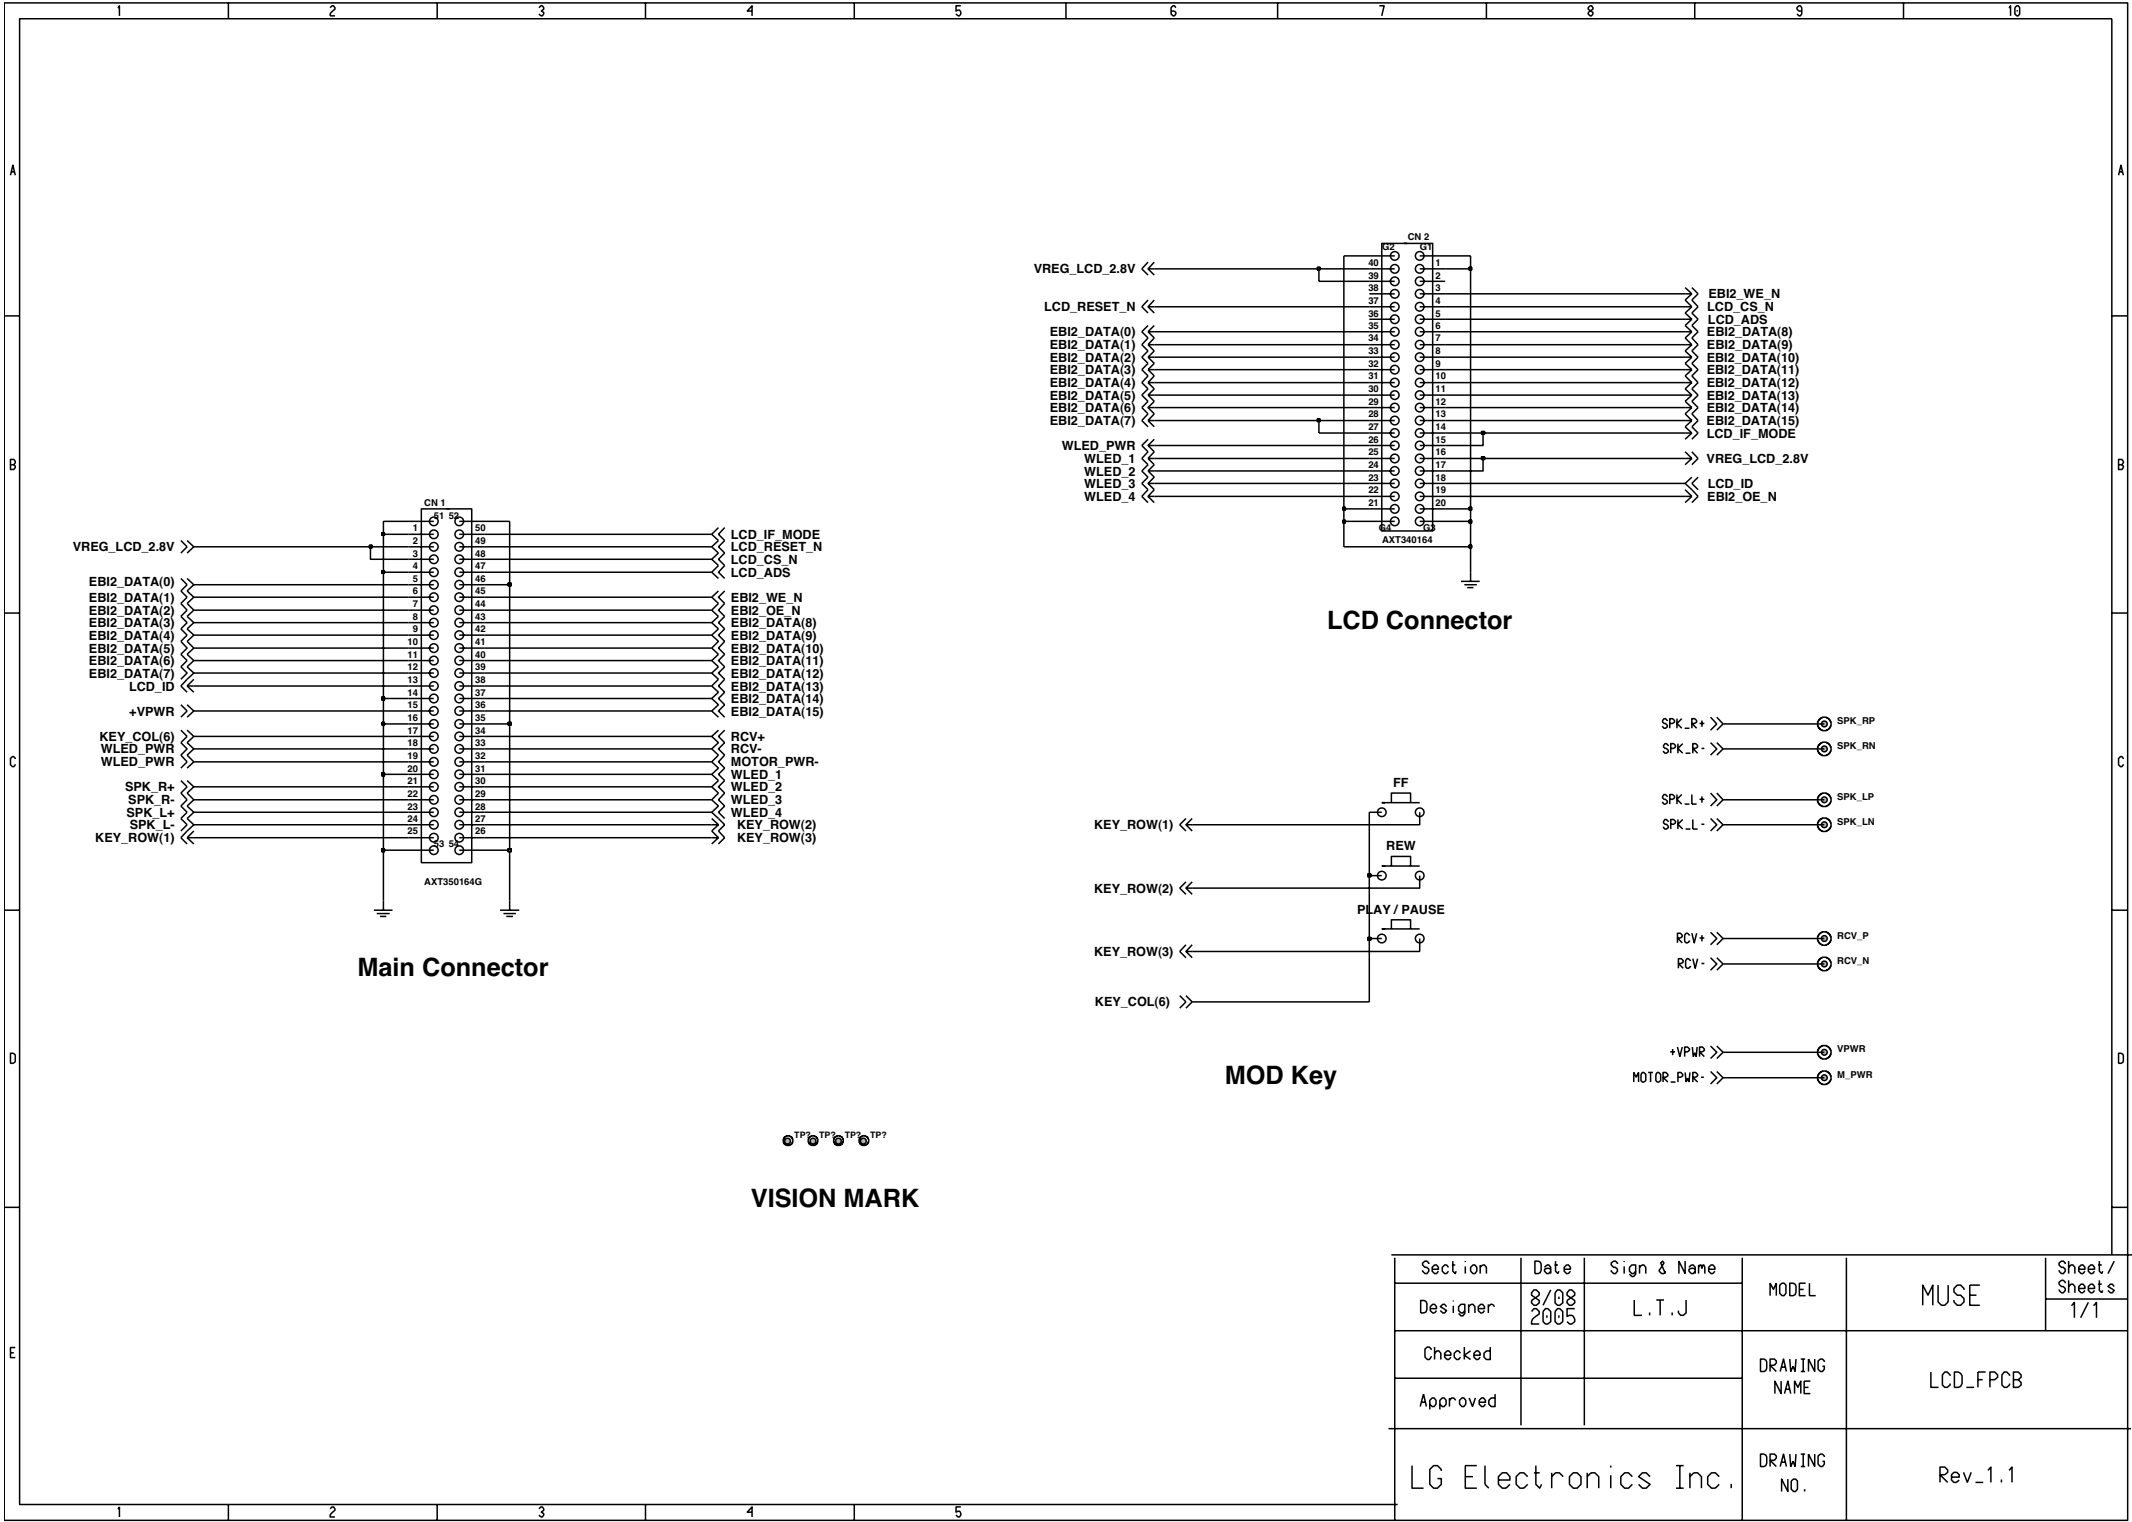 1 2 3 4 5 6 7 8 9 10
A A
B B
C C
D D
E
CN 1
51 52
VREG_LCD_2.8V
EBI2_DATA(0)
EBI2_DATA(1)
EBI2_DATA(2)
EBI2_DATA(3)
EBI2_DATA(4)
EBI2_DATA(5)
EBI2_DATA(6)
EBI2_DATA(7)
LCD_ID
+VPWR
KEY_COL(6)
WLED_PWR
WLED_PWR
SPK_R+
SPK_R-
SPK_L+
SPK_L-
KEY_ROW(1)
1 50
2 49
3 48
4 47
5 46
6 45
7 44
8 43
9 42
10 41
11 40
12 39
13 38
14 37
15 36
16 35
17 34
18 33
19 32
20 31
21 30
22 29
23 28
24 27
25 26
53 54
LCD_IF_MODE
LCD_RESET_N
LCD_CS_N
LCD_ADS
EBI2_WE_N
EBI2_OE_N
EBI2_DATA(8)
EBI2_DATA(9)
EBI2_DATA(10)
EBI2_DATA(11)
EBI2_DATA(12)
EBI2_DATA(13)
EBI2_DATA(14)
EBI2_DATA(15)
RCV+
RCV-
MOTOR_PWR-
WLED_1
WLED_2
WLED_3
WLED_4
KEY_ROW(2)
KEY_ROW(3)
AXT350164G
Main Connector
CN 2
G2 G1
VREG_LCD_2.8V
LCD_RESET_N
EBI2_DATA(0)
EBI2_DATA(1)
EBI2_DATA(2)
EBI2_DATA(3)
EBI2_DATA(4)
EBI2_DATA(5)
EBI2_DATA(6)
EBI2_DATA(7)
WLED_PWR
WLED_1
WLED_2
WLED_3
WLED_4
40 1
39 2
38 3
37 4
36 5
35 6
34 7
33 8
32 9
31 10
30 11
29 12
28 13
27 14
26 15
25 16
24 17
23 18
22 19
21 20
G4 G3
EBI2_WE_N
LCD_CS_N
LCD_ADS
EBI2_DATA(8)
EBI2_DATA(9)
EBI2_DATA(10)
EBI2_DATA(11)
EBI2_DATA(12)
EBI2_DATA(13)
EBI2_DATA(14)
EBI2_DATA(15)
LCD_IF_MODE
VREG_LCD_2.8V
LCD_ID
EBI2_OE_N
AXT340164
LCD Connector
FF
KEY_ROW(1)
REW
KEY_ROW(2)
PLAY / PAUSE
KEY_ROW(3)
KEY_COL(6)
MOD Key
SPK_R+ SPK_RP
SPK_R- SPK_RN
SPK_L+ SPK_LP
SPK_L- SPK_LN
RCV+ RCV_P
RCV- RCV_N
+VPWR VPWR
MOTOR_PWR- M_PWR
TP? TP? TP? TP?
VISION MARK
Section Date Sign & Name
Designer 8/08 2005 L.T.J
Checked
Approved
LG Electronics Inc.
MODEL MUSE
Sheet/
Sheets
1/1
DRAWING
NAME
LCD_FPCB
DRAWING
NO.
Rev_1.1
1 2 3 4 5